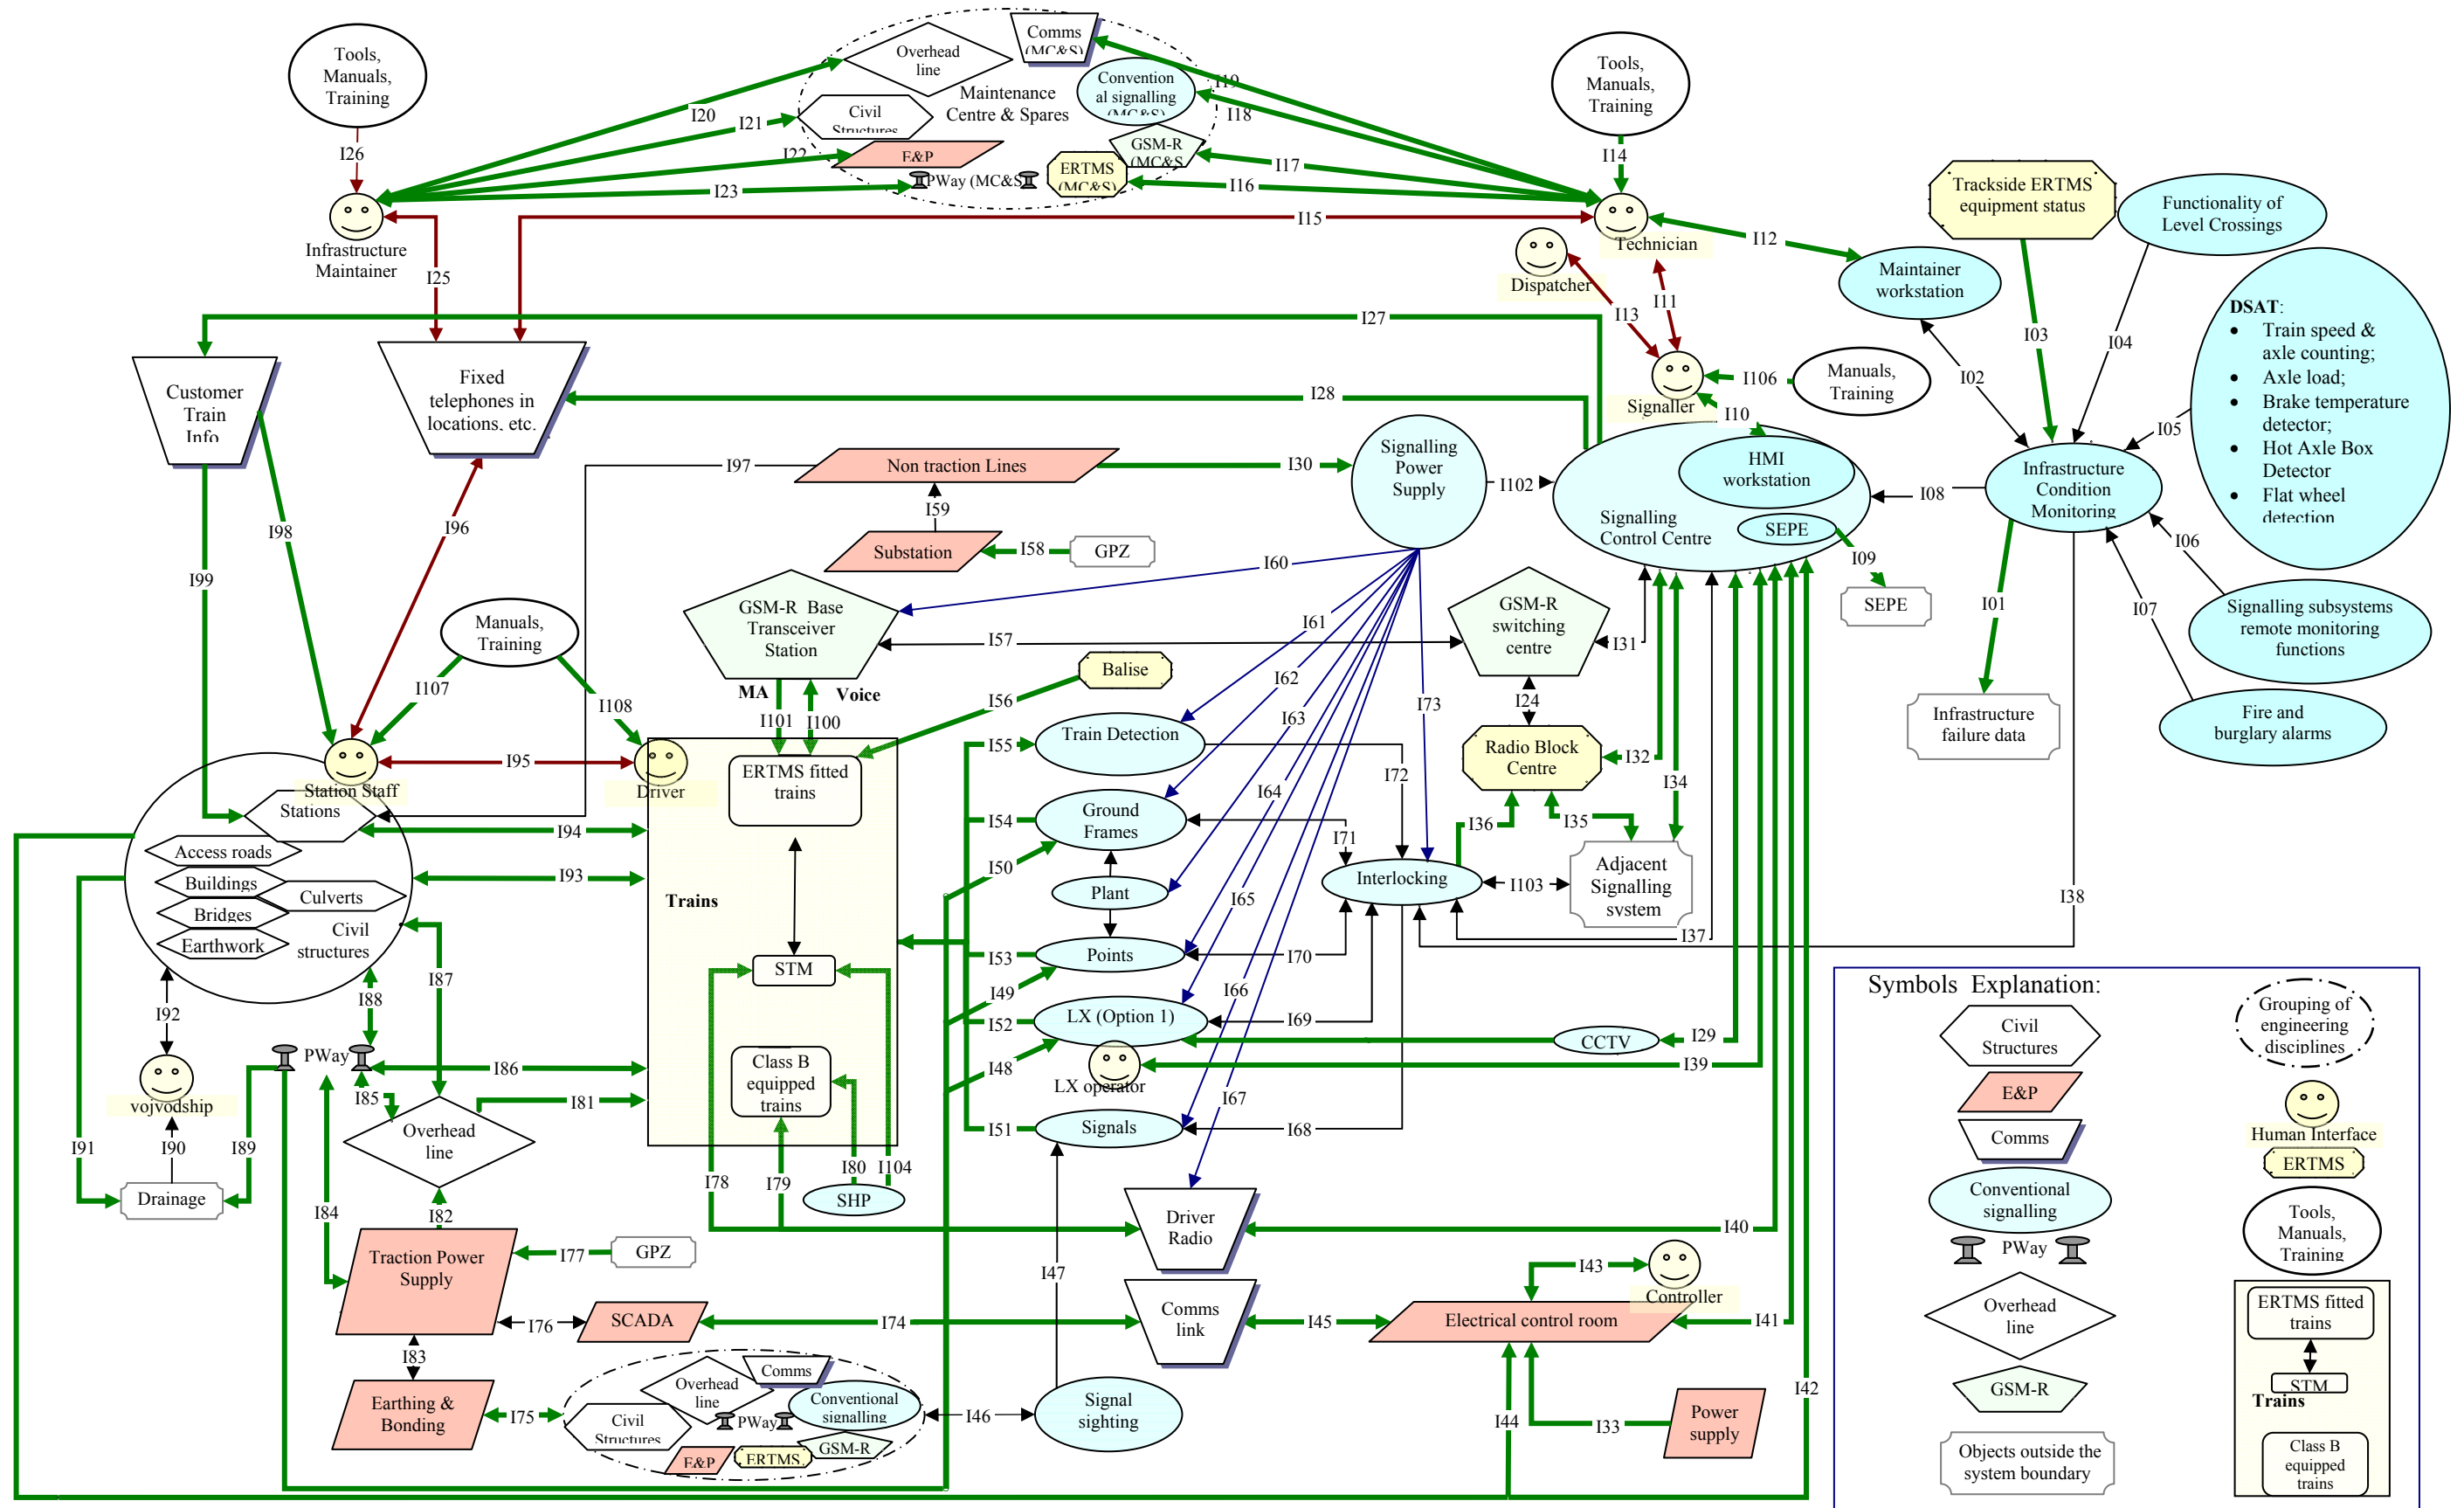 Tools,
Manuals,
Training
I26
Infrastructure
Maintainer
I25
Overhead
line
Comms
(MC&S)
Convention
al signalling
(MC&S)
Maintenance
Centre & Spares
Civil
Structures
E&P
PWay (MC&S
ERTMS
(MC&S)
GSM-R
(MC&S
I20
I21
I22
I23
I19
I18
I17
I16
I15
Tools,
Manuals,
Training
I14
Technician
I12
Dispatcher
I13
I11
Signaller
I106
Manuals,
Training
I10
Maintainer
workstation
I02
Trackside ERTMS
equipment status
I03
Functionality of
Level Crossings
I04
DSAT:
• Train speed &
axle counting;
• Axle load;
• Brake temperature
detector;
• Hot Axle Box
Detector
• Flat wheel
detection
I05
Infrastructure
Condition
Monitoring
I08
I06
I07
I01
Signalling subsystems
remote monitoring
functions
Fire and
burglary alarms
Infrastructure
failure data
I38
I27
I28
Customer
Train
Info
Fixed
telephones in
locations, etc.
I97
I98
I99
I96
Non traction Lines
I30
I59
Substation
I58
GPZ
Signalling
Power
Supply
I102
HMI
workstation
SEPE
Signalling
Control Centre
I09
SEPE
I60
I61
I62
I63
I64
I65
I66
I67
I73
GSM-R Base
Transceiver
Station
I57
GSM-R
switching
centre
I31
I24
Radio Block
Centre
I32
I34
I35
I36
Adjacent
Signalling
system
I103
Interlocking
I37
MA
Voice
I101
I100
Balise
I56
Manuals,
Training
I107
I108
I95
Station Staff
Driver
Stations
Access roads
Buildings
Culverts
Bridges
Earthwork
Civil
structures
I94
I93
Trains
ERTMS fitted
trains
STM
Class B
equipped
trains
I55
I54
I50
I53
I49
I52
I48
I51
Train Detection
Ground
Frames
Plant
Points
LX (Option 1)
LX operator
Signals
I72
I71
I70
I69
I68
CCTV
I29
I39
I92
vojvodship
I90
Drainage
I91
I89
I88
I87
PWay
I86
I85
I81
Overhead
line
I84
I82
Traction Power
Supply
I77
GPZ
I76
SCADA
I74
I83
Earthing &
Bonding
I75
I78
I79
I80
I104
SHP
Driver
Radio
I40
I47
Comms
link
I45
I43
Controller
Electrical control room
I41
I42
I44
I33
Power
supply
Overhead
line
Comms
Conventional
signalling
Civil
Structures
PWay
E&P
ERTMS
GSM-R
I46
Signal
sighting
Symbols Explanation:
Civil
Structures
E&P
Comms
Conventional
signalling
PWay
Overhead
line
GSM-R
Objects outside the
system boundary
Grouping of
engineering
disciplines
Human Interface
ERTMS
Tools,
Manuals,
Training
ERTMS fitted
trains
STM
Trains
Class B
equipped
trains